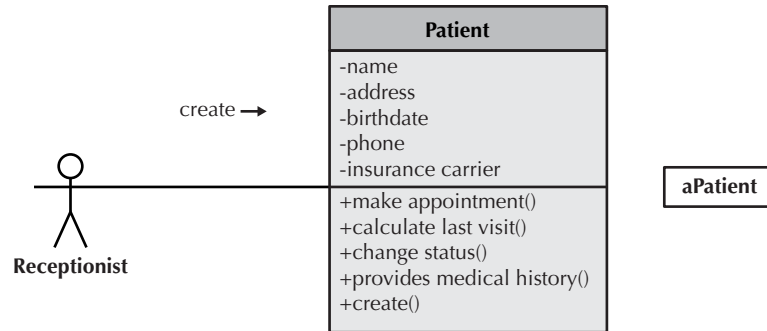 Patient
-name
-address
-birthdate
-phone
-insurance carrier
create
+make appointment()
+calculate last visit()
+change status()
+provides medical history()
+create()
Receptionist
aPatient